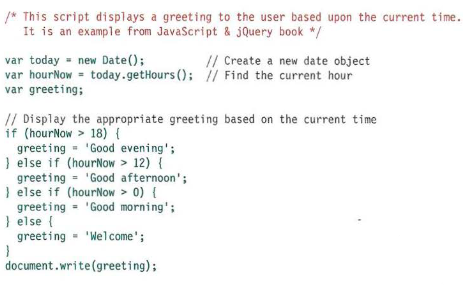 /* This script displays a greeting to the user based upon the current time.
It is an example from JavaScript & jQuery book */
var today = new Date(); // Create a new date object
var hourNow = today.getHours(); // Find the current hour
var greeting;
// Display the appropriate greeting based on the current time
if (hourNow > 18) {
greeting = 'Good evening';
} else if (hourNow > 12) {
greeting = 'Good afternoon';
} else if (hourNow > 0) {
greeting = 'Good morning';
} else {
greeting = 'Welcome';
}
document.write(greeting);